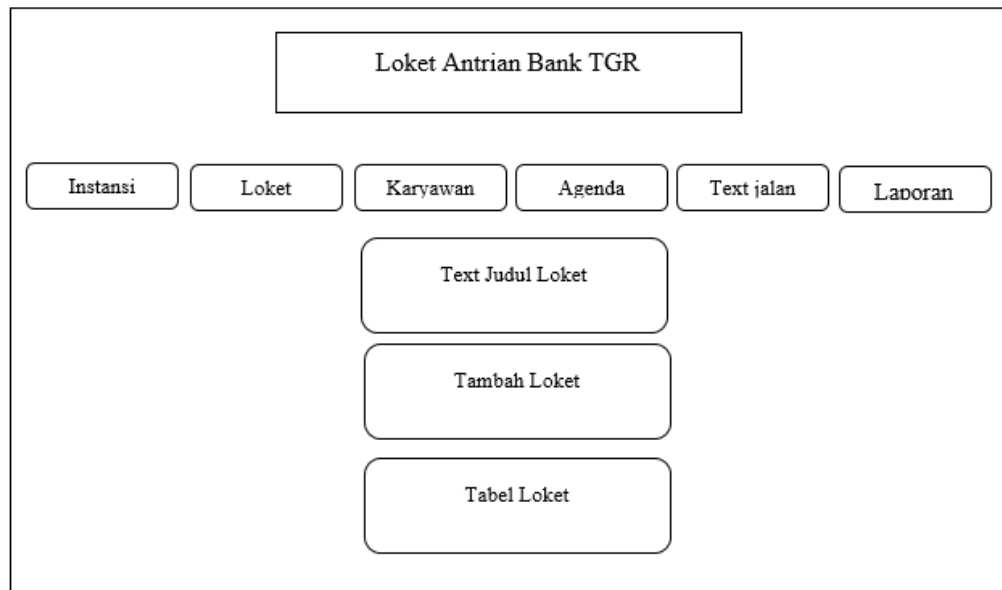 Loket Antrian Bank TGR
Instansi
Loket
Karyawan
Agenda
Text jalan
Laporan
Text Judul Loket
Tambah Loket
Tabel Loket